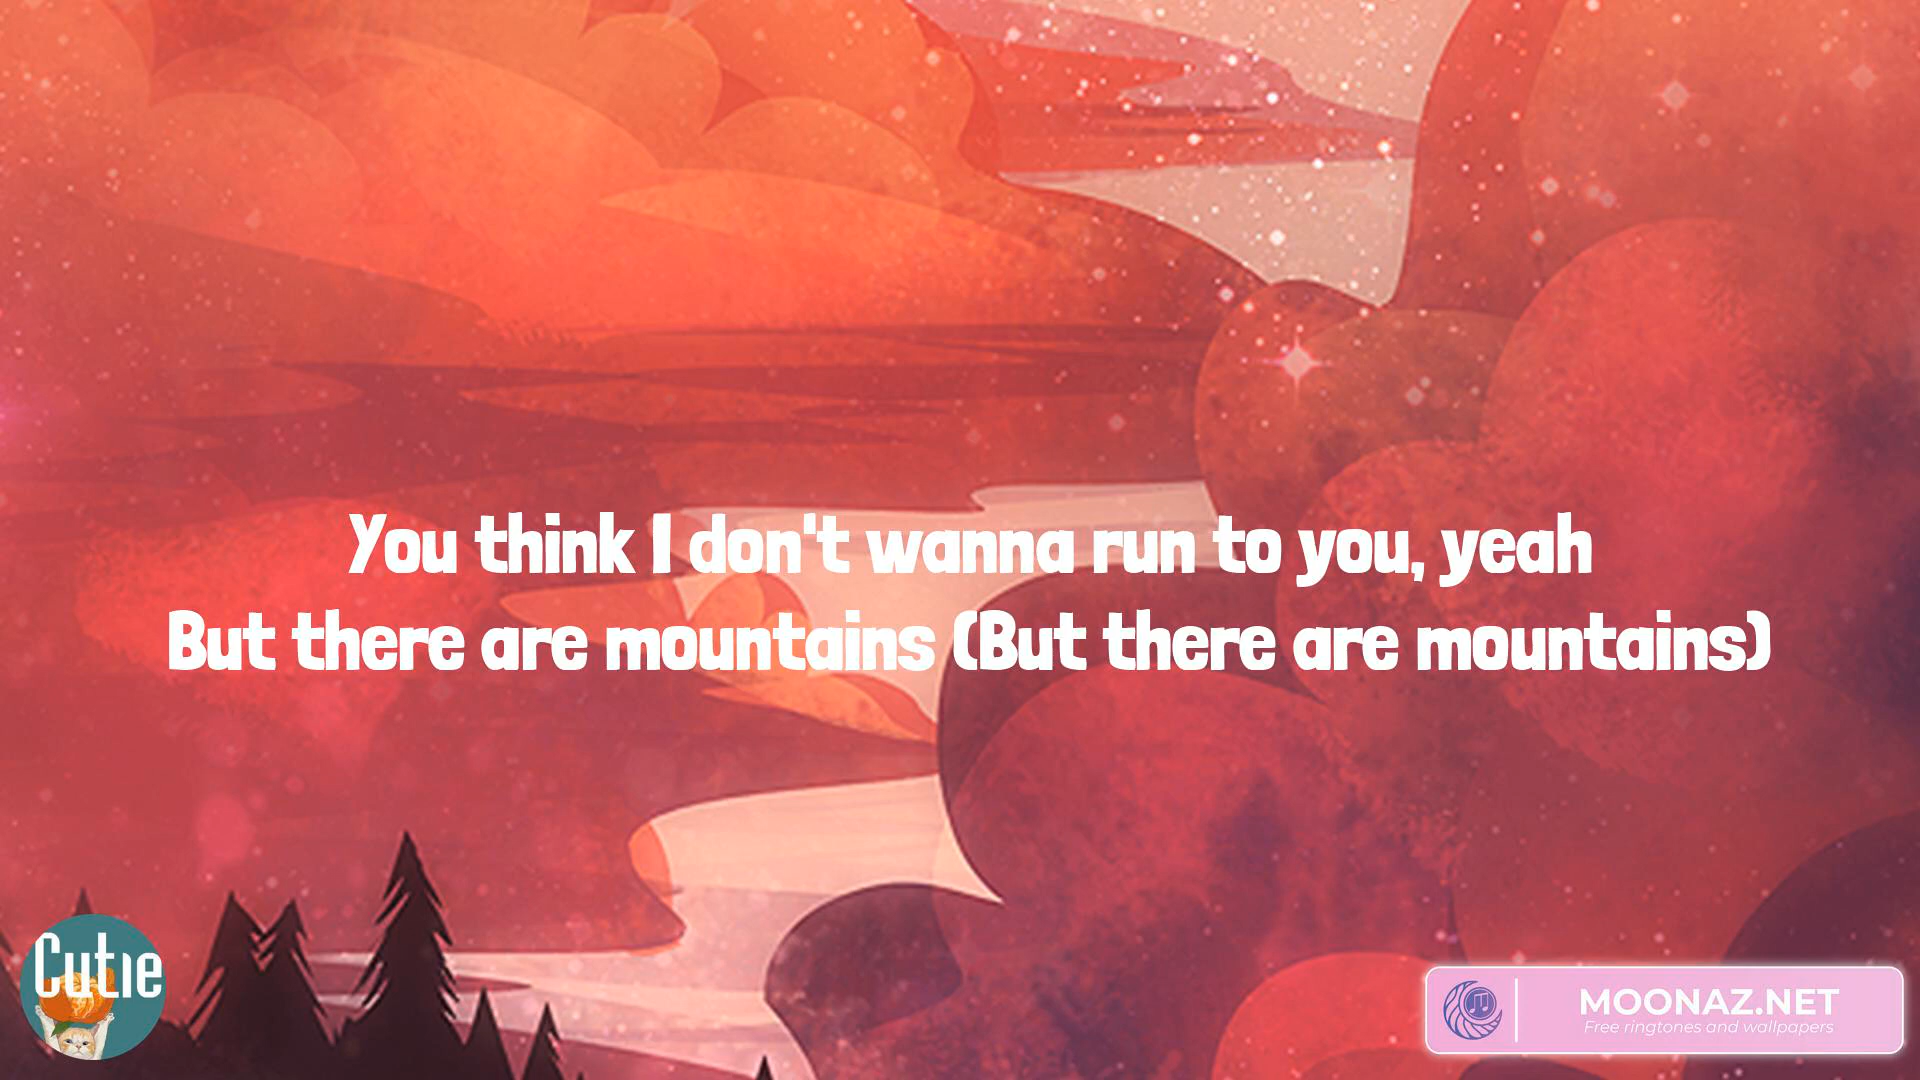 You think I don't wanna run to you, yeah
But there are mountains (But there are mountains)
Cutie
MOONAZ.NET
Free ringtones and wallpapers